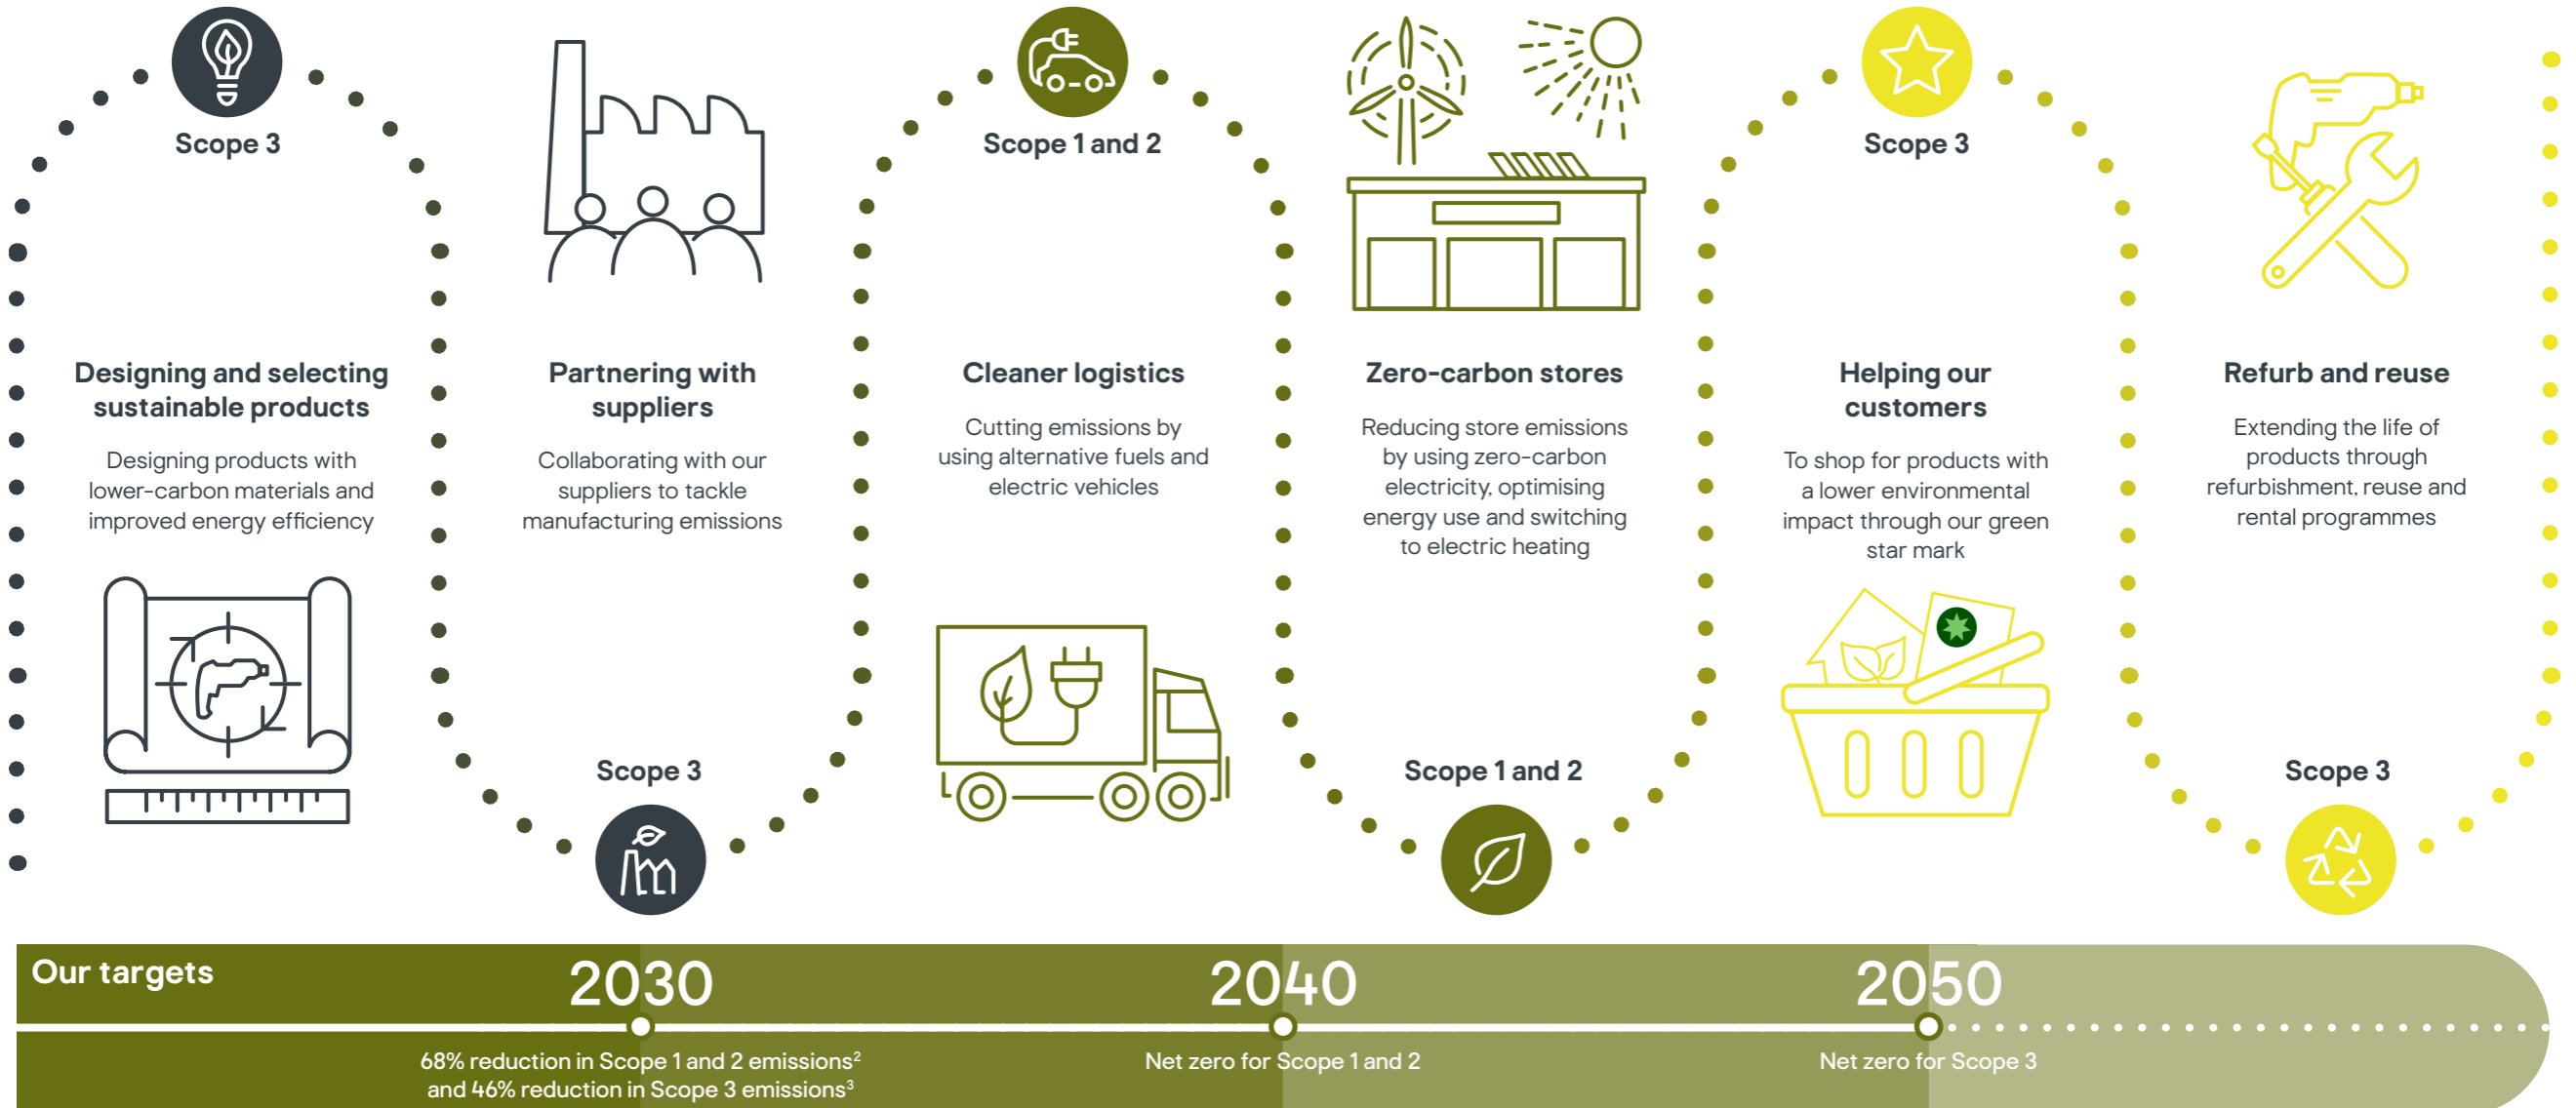 Scope 3
Designing and selecting
sustainable products
Designing products with
lower-carbon materials and
improved energy efficiency
Partnering with
suppliers
Collaborating with our
suppliers to tackle
manufacturing emissions
Scope 3
Scope 1 and 2
Cleaner logistics
Cutting emissions by
using alternative fuels and
electric vehicles
Zero-carbon stores
Reducing store emissions
by using zero-carbon
electricity, optimising
energy use and switching
to electric heating
Scope 1 and 2
Scope 3
Helping our
customers
To shop for products with
a lower environmental
impact through our green
star mark
Refurb and reuse
Extending the life of
products through
refurbishment, reuse and
rental programmes
Scope 3
Our targets
2030
68% reduction in Scope 1 and 2 emissions²
and 46% reduction in Scope 3 emissions³
2040
Net zero for Scope 1 and 2
2050
Net zero for Scope 3